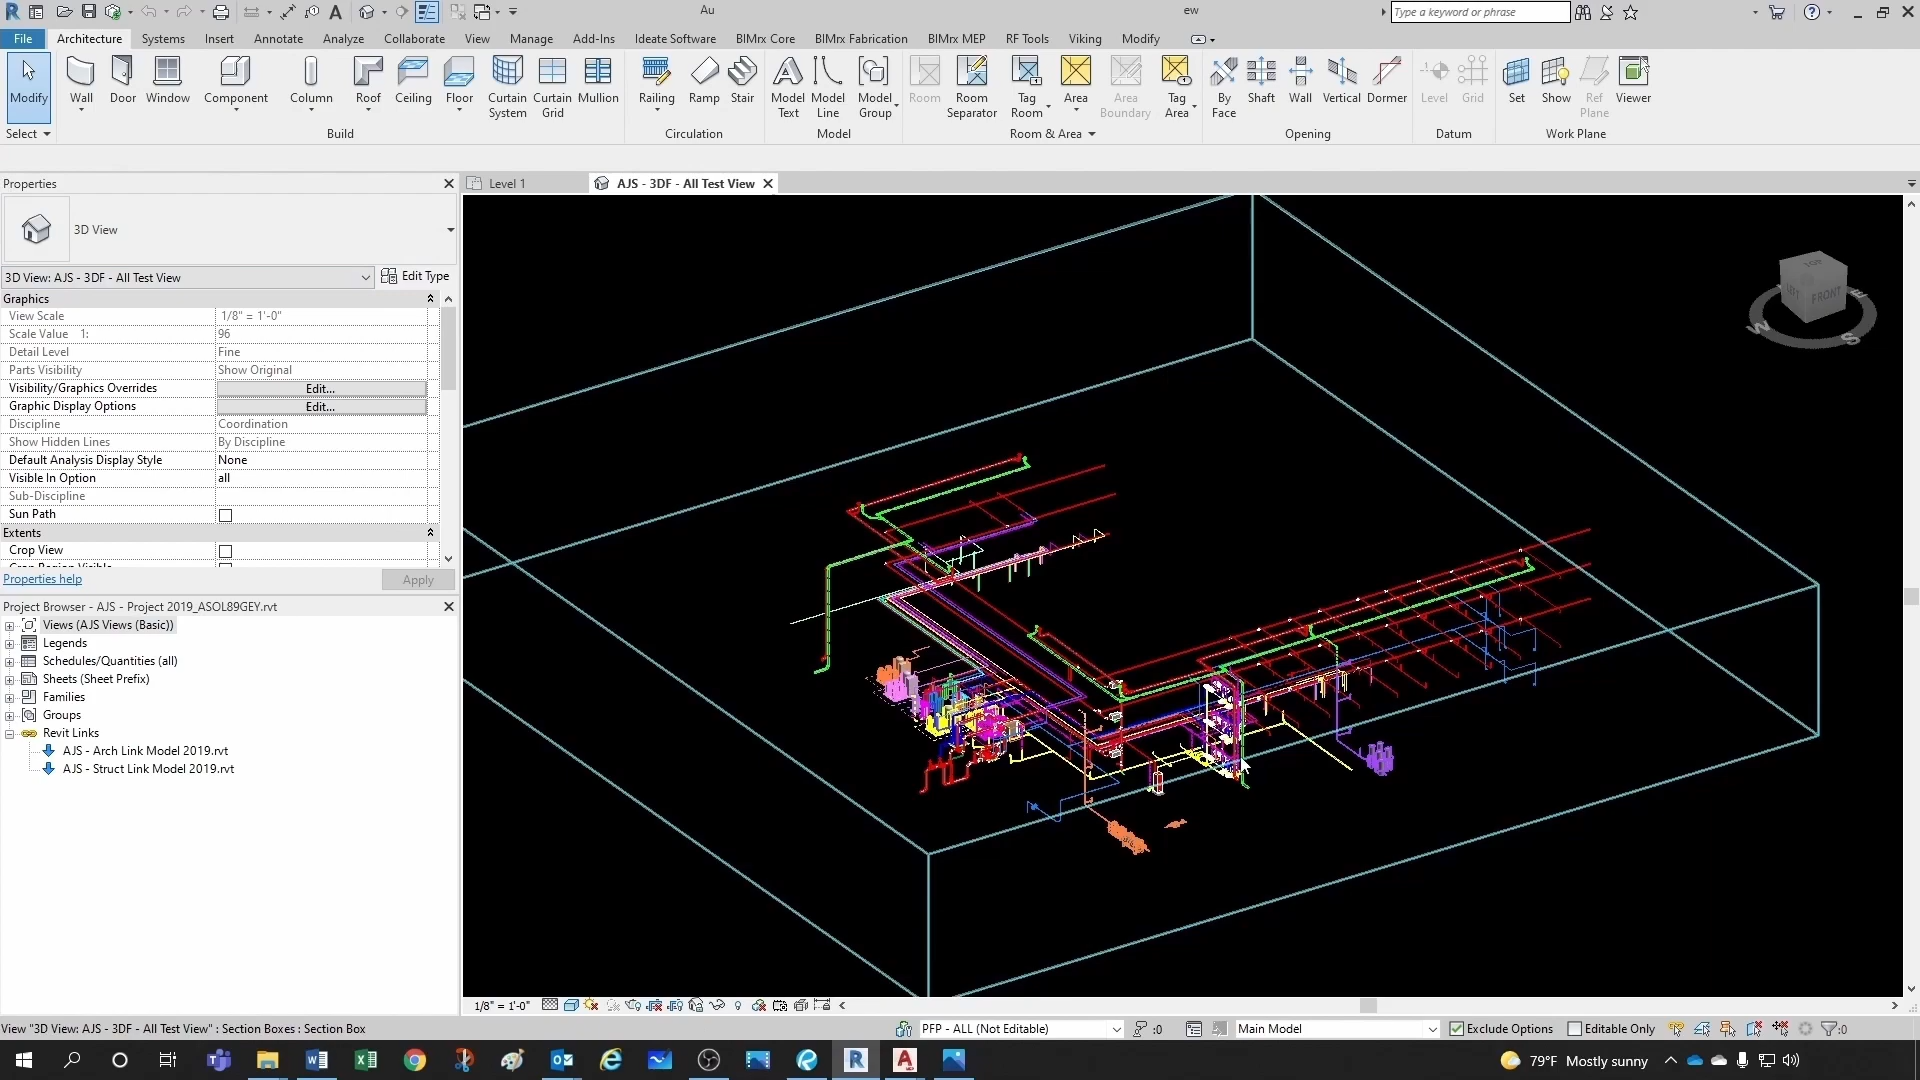 Au
ew
Type a keyword or phrase
File
Architecture
Systems
Insert
Annotate
Analyze
Collaborate
View
Manage
Add-Ins
Ideate Software
BIMrx Core
BIMrx Fabrication
BIMrx MEP
RF Tools
Viking
Modify
Modify
Wall
Door
Window
Component
Column
Roof
Ceiling
Floor
Curtain
System
Curtain
Grid
Mullion
Railing
Ramp
Stair
Model
Text
Model
Line
Model
Group
Room
Room
Separator
Tag
Room
Area
Area
Boundary
Tag
Area
By
Face
Shaft
Wall
Vertical
Dormer
Level
Grid
Set
Show
Ref
Plane
Viewer
Select
Build
Circulation
Model
Room & Area
Opening
Datum
Work Plane
Properties
Level 1
AJS - 3DF - All Test View
3D View
3D View: AJS - 3DF - All Test View
Edit Type
Graphics
View Scale 1/8" = 1'-0"
Scale Value 1: 96
Detail Level Fine
Parts Visibility Show Original
Visibility/Graphics Overrides Edit...
Graphic Display Options Edit...
Discipline Coordination
Show Hidden Lines By Discipline
Default Analysis Display Style None
Visible In Option all
Sub-Discipline
Sun Path
Extents
Crop View
Properties help
Apply
Project Browser - AJS - Project 2019_ASOL89GEY.rvt
Views (AJS Views (Basic))
Legends
Schedules/Quantities (all)
Sheets (Sheet Prefix)
Families
Groups
Revit Links
AJS - Arch Link Model 2019.rvt
AJS - Struct Link Model 2019.rvt
TOP
FRONT
W
S
E
1/8" = 1'-0"
View "3D View: AJS - 3DF - All Test View" : Section Boxes : Section Box
PFP - ALL (Not Editable)
:0
Main Model
Exclude Options
Editable Only
:0
79°F Mostly sunny